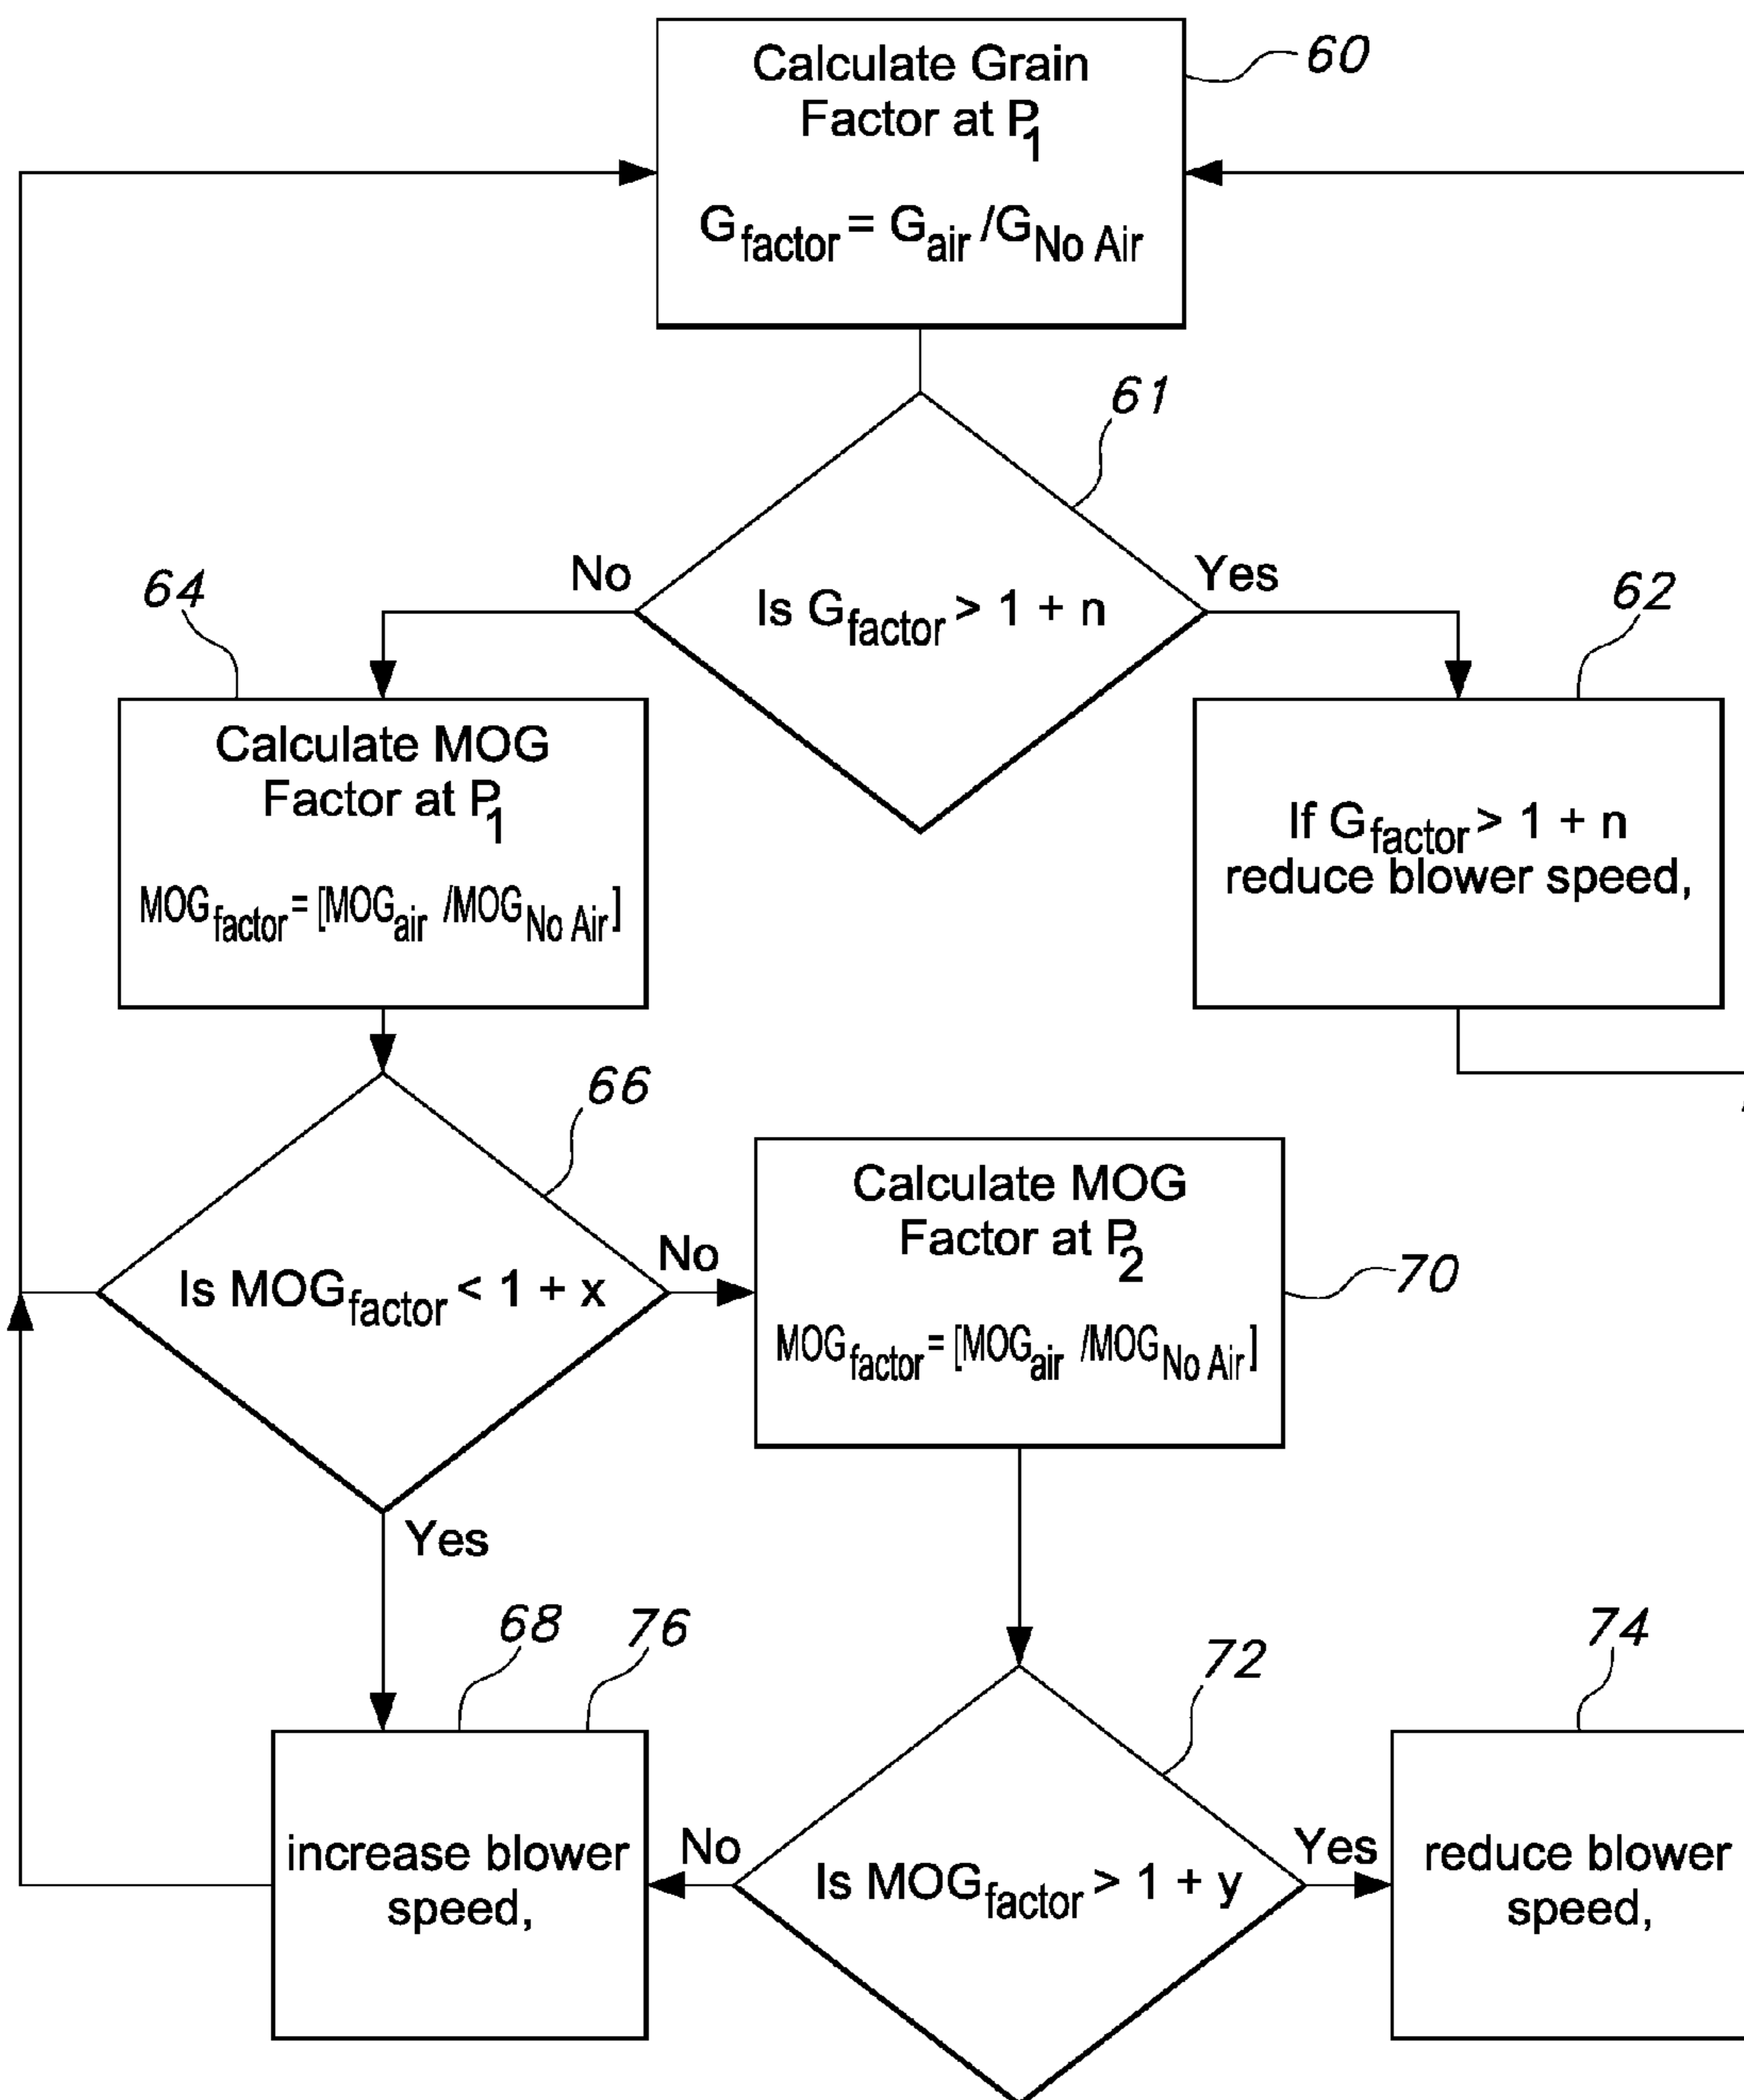 Calculate Grain
Factor at P1
Gfactor = Gair /GNo Air
60
61
No
Is Gfactor > 1 + n
Yes
64
62
Calculate MOG
Factor at P1
MOGfactor = [MOGair /MOGNo Air]
If Gfactor > 1 + n
reduce blower speed,
66
Is MOGfactor < 1 + x
No
Calculate MOG
Factor at P2
MOGfactor = [MOGair /MOGNo Air]
70
Yes
68
76
72
74
increase blower
speed,
No
Is MOGfactor > 1 + y
Yes
reduce blower
speed,